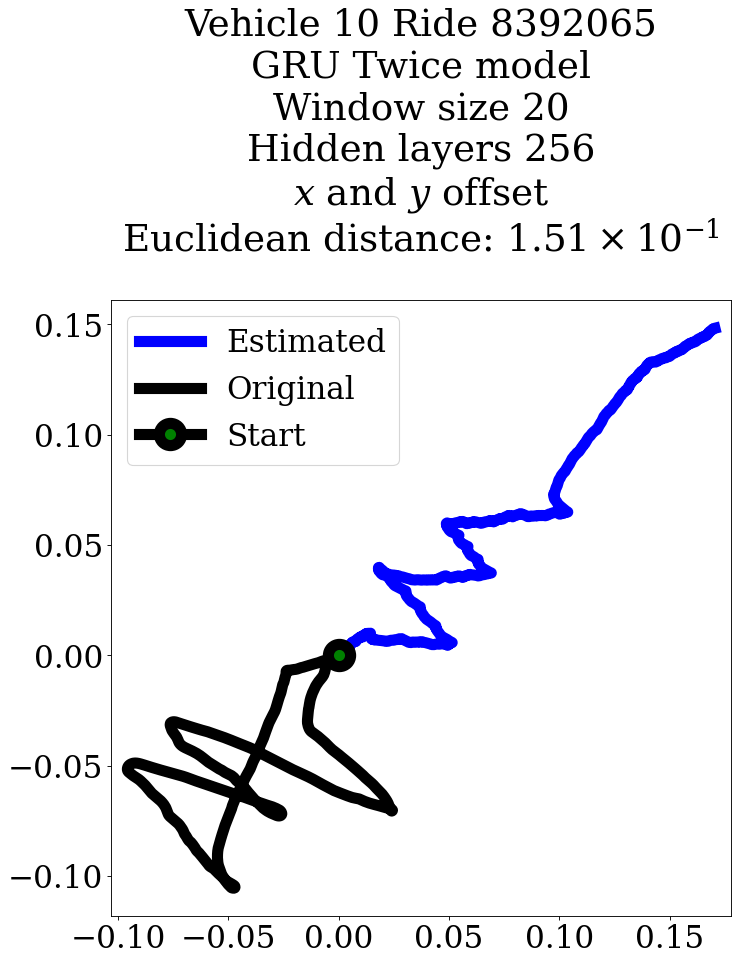 Vehicle 10 Ride 8392065
GRU Twice model
Window size 20
Hidden layers 256
x and y offset
Euclidean distance: 1.51 × 10⁻¹
Estimated
Original
Start
0.15
0.10
0.05
0.00
−0.05
−0.10
−0.10 −0.05 0.00 0.05 0.10 0.15